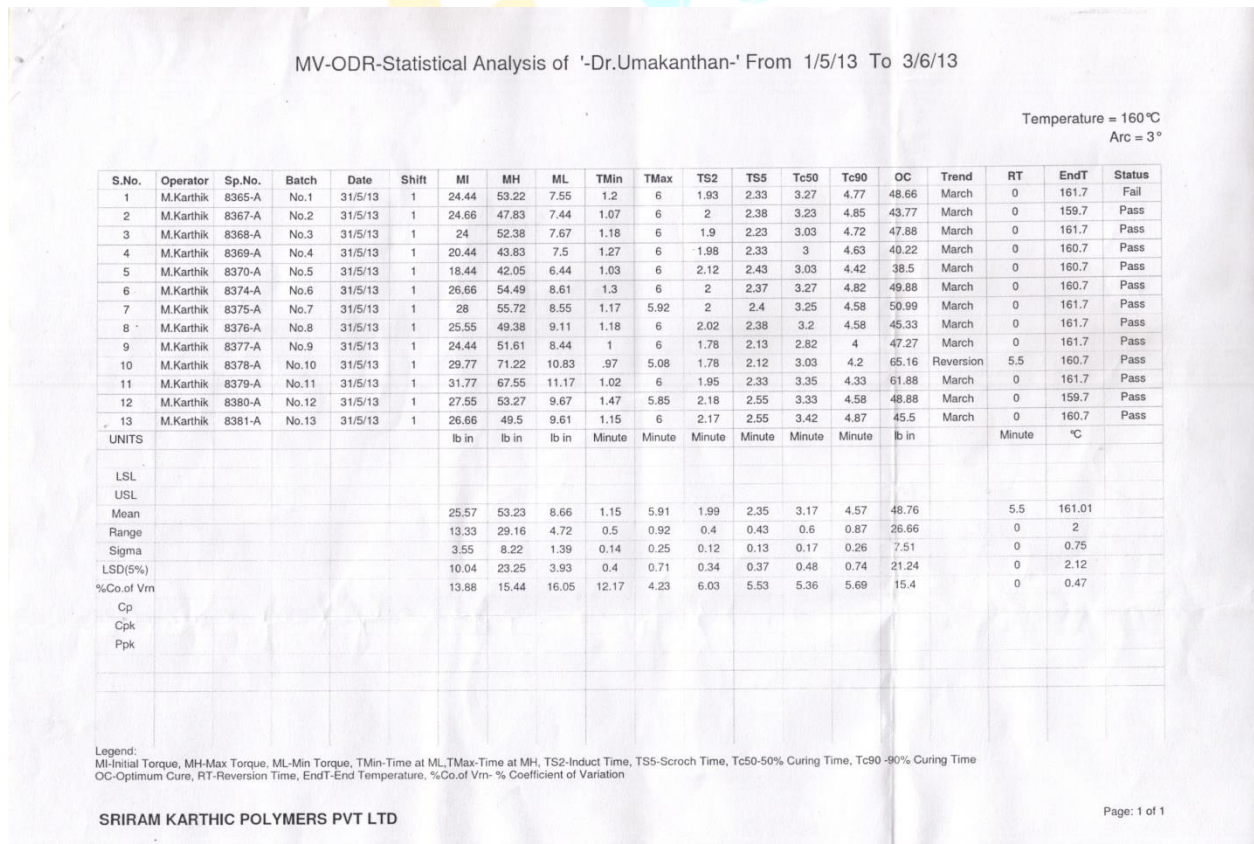 MV-ODR-Statistical Analysis of '-Dr.Umakanthan-' From 1/5/13 To 3/6/13
Temperature = 160℃
Arc = 3°
S.No. Operator Sp.No. Batch Date Shift MI MH ML TMin TMax TS2 TS5 Tc50 Tc90 OC Trend RT EndT Status
1 M.Karthik 8365-A No.1 31/5/13 1 24.44 53.22 7.55 1.2 6 1.93 2.33 3.27 4.77 48.66 March 0 161.7 Fail
2 M.Karthik 8367-A No.2 31/5/13 1 24.66 47.83 7.44 1.07 6 2 2.38 3.23 4.85 43.77 March 0 159.7 Pass
3 M.Karthik 8368-A No.3 31/5/13 1 24 52.38 7.67 1.18 6 1.9 2.23 3.03 4.72 47.88 March 0 161.7 Pass
4 M.Karthik 8369-A No.4 31/5/13 1 20.44 43.83 7.5 1.27 6 1.98 2.33 3 4.63 40.22 March 0 160.7 Pass
5 M.Karthik 8370-A No.5 31/5/13 1 18.44 42.05 6.44 1.03 6 2.12 2.43 3.03 4.42 38.5 March 0 160.7 Pass
6 M.Karthik 8374-A No.6 31/5/13 1 26.66 54.49 8.61 1.3 6 2 2.37 3.27 4.82 49.88 March 0 160.7 Pass
7 M.Karthik 8375-A No.7 31/5/13 1 28 55.72 8.55 1.17 5.92 2 2.4 3.25 4.58 50.99 March 0 161.7 Pass
8 M.Karthik 8376-A No.8 31/5/13 1 25.55 49.38 9.11 1.18 6 2.02 2.38 3.2 4.58 45.33 March 0 161.7 Pass
9 M.Karthik 8377-A No.9 31/5/13 1 24.44 51.61 8.44 1 6 1.78 2.13 2.82 4 47.27 March 0 161.7 Pass
10 M.Karthik 8378-A No.10 31/5/13 1 29.77 71.22 10.83 .97 5.08 1.78 2.12 3.03 4.2 65.16 Reversion 5.5 160.7 Pass
11 M.Karthik 8379-A No.11 31/5/13 1 31.77 67.55 11.17 1.02 6 1.95 2.33 3.35 4.33 61.88 March 0 161.7 Pass
12 M.Karthik 8380-A No.12 31/5/13 1 27.55 53.27 9.67 1.47 5.85 2.18 2.55 3.33 4.58 48.88 March 0 159.7 Pass
13 M.Karthik 8381-A No.13 31/5/13 1 26.66 49.5 9.61 1.15 6 2.17 2.55 3.42 4.87 45.5 March 0 160.7 Pass
UNITS lb in lb in lb in Minute Minute Minute Minute Minute Minute lb in Minute ℃
LSL
USL
Mean 25.57 53.23 8.66 1.15 5.91 1.99 2.35 3.17 4.57 48.76 5.5 161.01
Range 13.33 29.16 4.72 0.5 0.92 0.4 0.43 0.6 0.87 26.66 0 2
Sigma 3.55 8.22 1.39 0.14 0.25 0.12 0.13 0.17 0.26 7.51 0 0.75
LSD(5%) 10.04 23.25 3.93 0.4 0.71 0.34 0.37 0.48 0.74 21.24 0 2.12
%Co.of Vrn 13.88 15.44 16.05 12.17 4.23 6.03 5.53 5.36 5.69 15.4 0 0.47
Cp
Cpk
Ppk
Legend:
MI-Initial Torque, MH-Max Torque, ML-Min Torque, TMin-Time at ML,TMax-Time at MH, TS2-Induct Time, TS5-Scroch Time, Tc50-50% Curing Time, Tc90 -90% Curing Time
OC-Optimum Cure, RT-Reversion Time, EndT-End Temperature, %Co.of Vrn- % Coefficient of Variation
SRIRAM KARTHIC POLYMERS PVT LTD
Page: 1 of 1